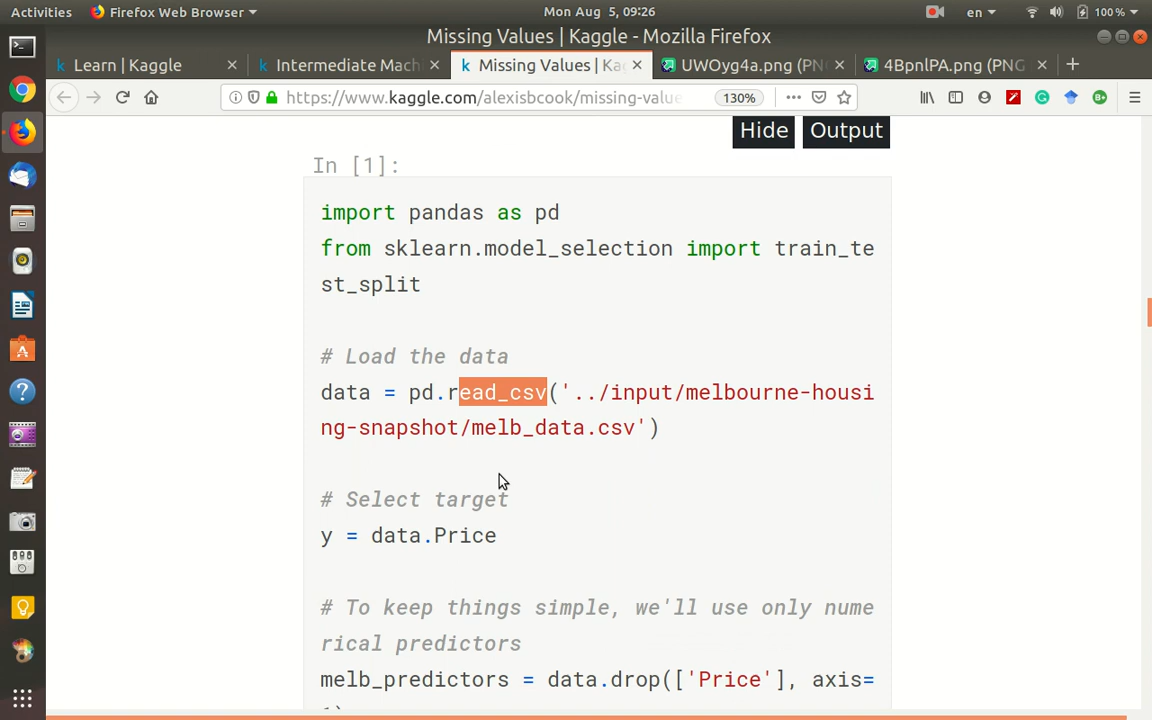 Activities Firefox Web Browser Mon Aug 5, 09:26 en 100%
Missing Values | Kaggle - Mozilla Firefox
Learn | Kaggle Intermediate Mach Missing Values | Ka UWOyg4a.png (PN 4BpnlPA.png (PNG
https://www.kaggle.com/alexisbcook/missing-value 130%
Hide Output
In [1]:
import pandas as pd
from sklearn.model_selection import train_te
st_split
# Load the data
data = pd.read_csv('../input/melbourne-housi
ng-snapshot/melb_data.csv')
# Select target
y = data.Price
# To keep things simple, we'll use only nume
rical predictors
melb_predictors = data.drop(['Price'], axis=